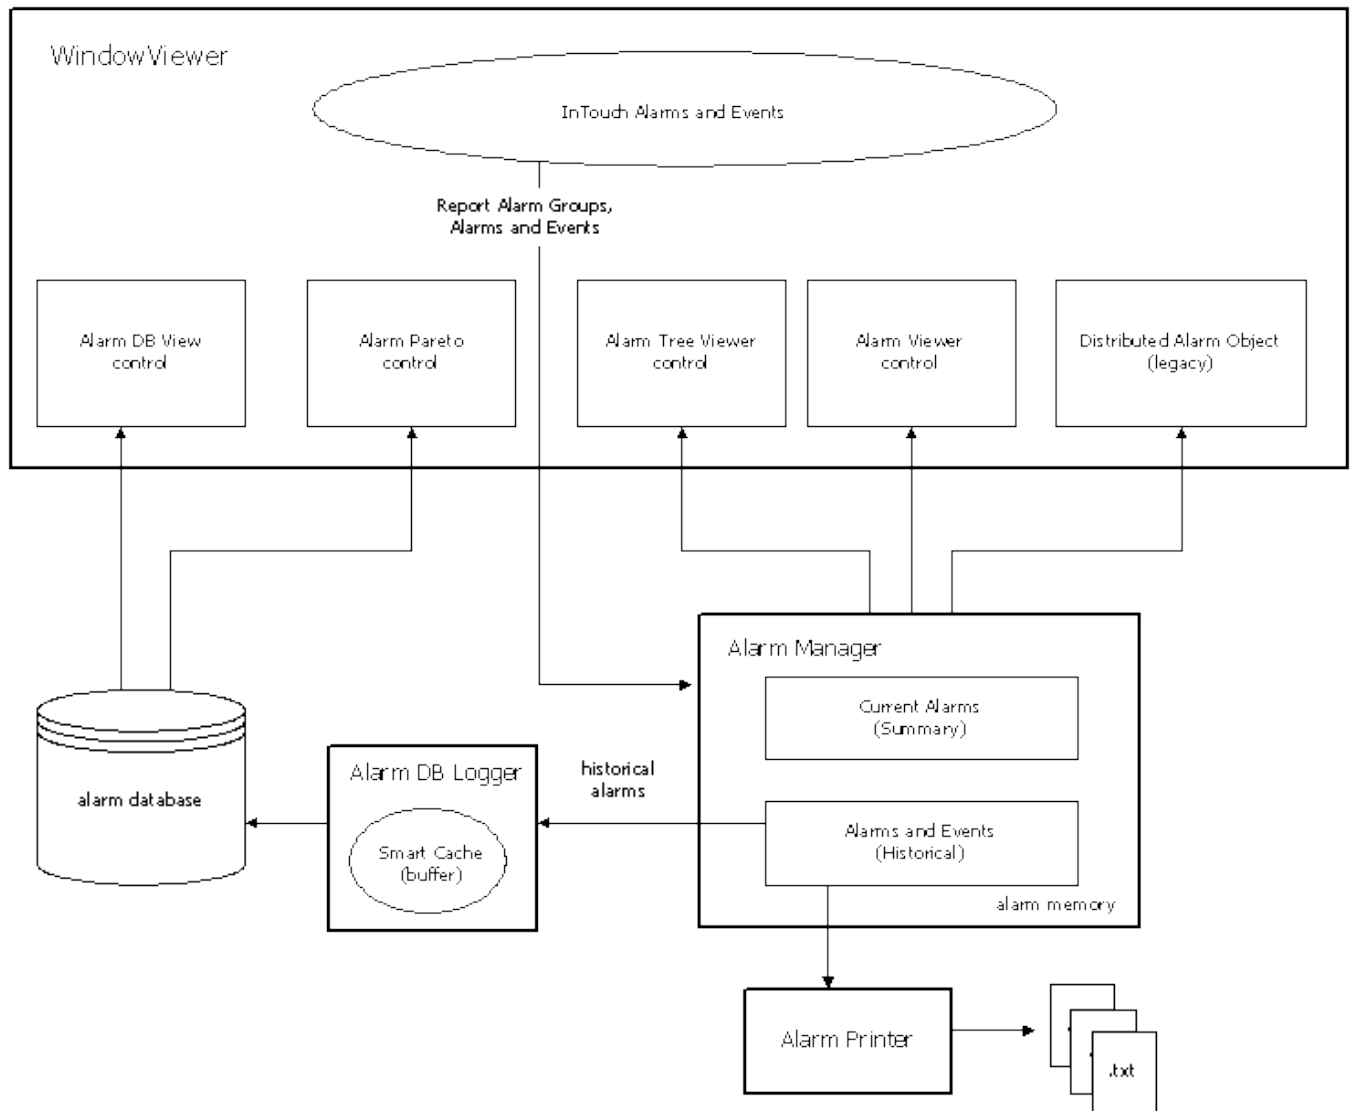 WindowViewer
InTouch Alarms and Events
Report Alarm Groups,
Alarms and Events
Alarm DB View
control
Alarm Pareto
control
Alarm Tree Viewer
control
Alarm Viewer
control
Distributed Alarm Object
(legacy)
Alarm Manager
Current Alarms
(Summary)
Alarm DB Logger
historical
alarms
alarm database
Alarms and Events
(Historical)
Smart Cache
(buffer)
alarm memory
Alarm Printer
.txt